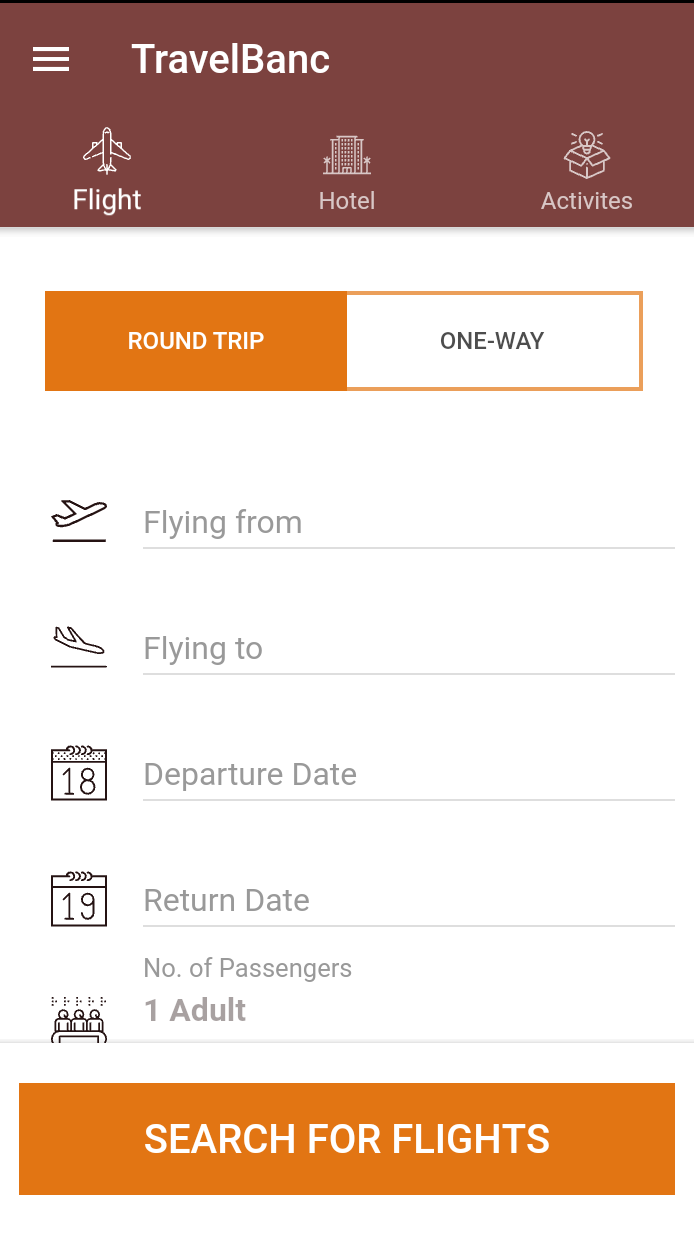 TravelBanc
Flight
Hotel
Activites
ROUND TRIP
ONE-WAY
Flying from
Flying to
18
Departure Date
19
Return Date
No. of Passengers
1 Adult
SEARCH FOR FLIGHTS